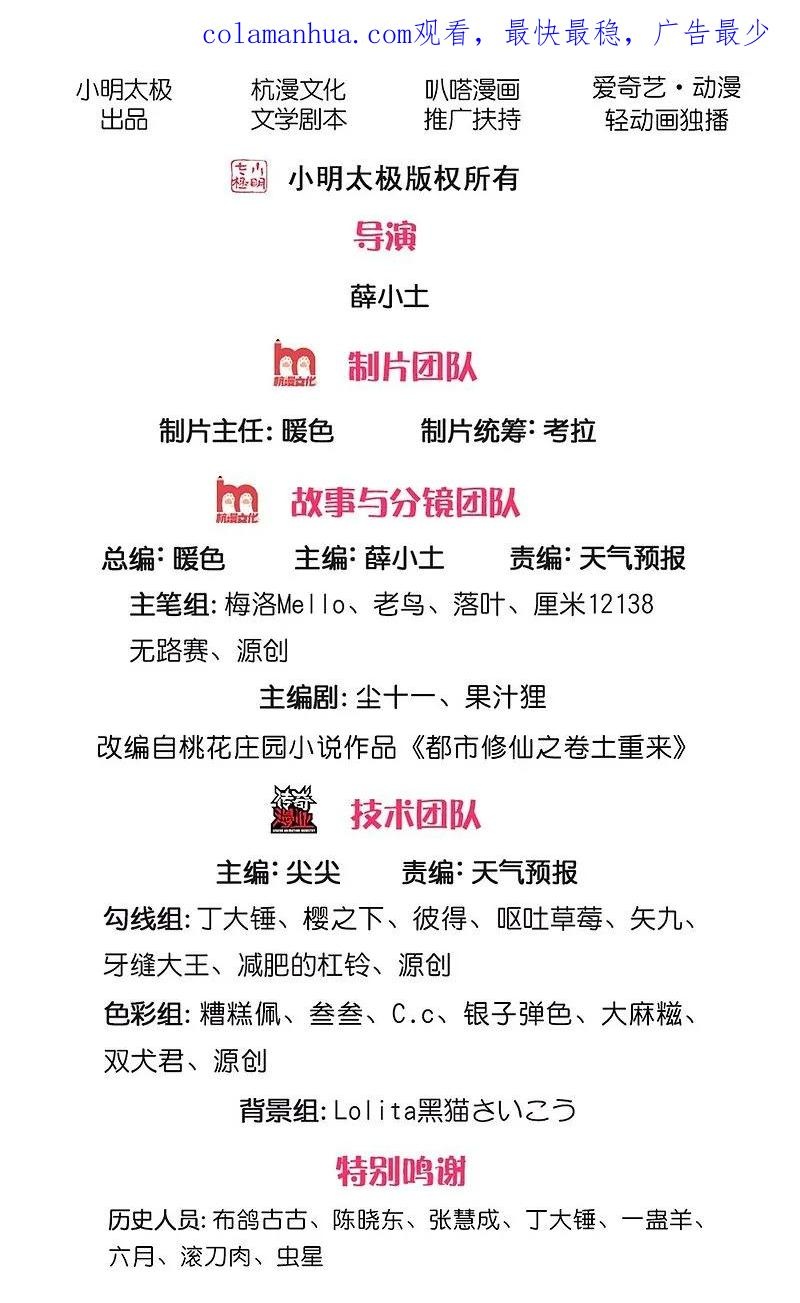 colamanhua.com观看，最快最稳，广告最少
小明太极 杭漫文化 叭嗒漫画 爱奇艺·动漫
出品 文学剧本 推广扶持 轻动画独播
小明太极版权所有
导演
薛小土
杭漫文化
制片团队
制片主任：暖色 制片统筹：考拉
杭漫文化
故事与分镜团队
总编：暖色 主编：薛小土 责编：天气预报
主笔组：梅洛Mello、老鸟、落叶、厘米12138
无路赛、源创
主编剧：尘十一、果汁狸
改编自桃花庄园小说作品《都市修仙之卷土重来》
传奇漫业
技术团队
主编：尖尖 责编：天气预报
勾线组：丁大锤、樱之下、彼得、呕吐草莓、矢九、
牙缝大王、减肥的杠铃、源创
色彩组：糟糕佩、叁叁、C.c、银子弹色、大麻糍、
双犬君、源创
背景组：Lolita黑猫さいこう
特别鸣谢
历史人员：布鸽古古、陈晓东、张慧成、丁大锤、一蛊羊、
六月、滚刀肉、虫星